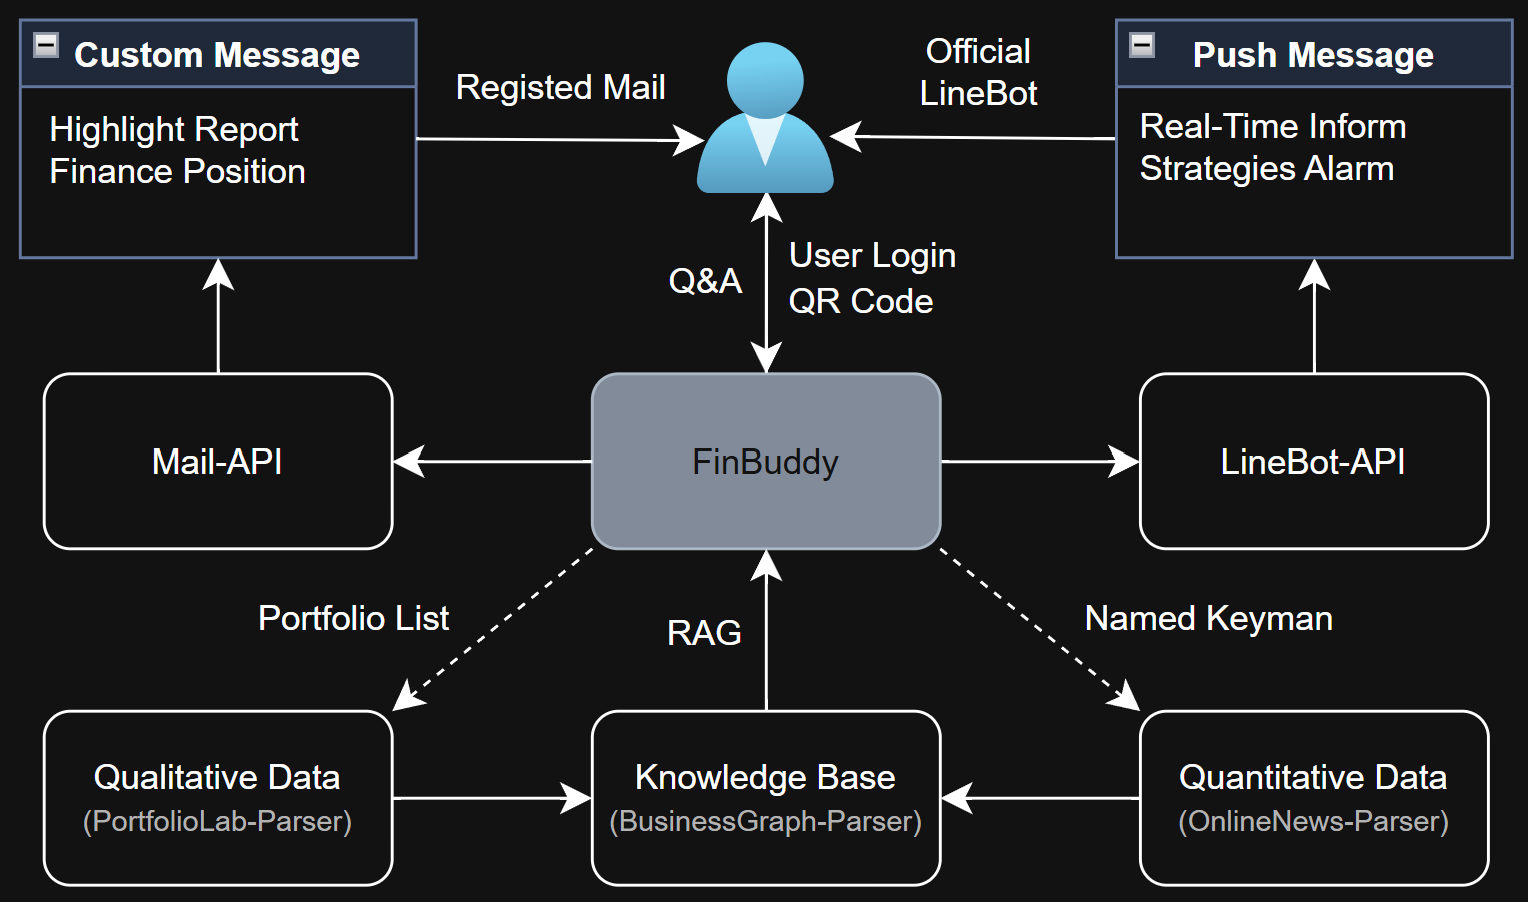 Custom Message
Highlight Report
Finance Position
Registed Mail
Official
LineBot
Push Message
Real-Time Inform
Strategies Alarm
Q&A
User Login
QR Code
Mail-API
FinBuddy
LineBot-API
Portfolio List
RAG
Named Keyman
Qualitative Data
(PortfolioLab-Parser)
Knowledge Base
(BusinessGraph-Parser)
Quantitative Data
(OnlineNews-Parser)